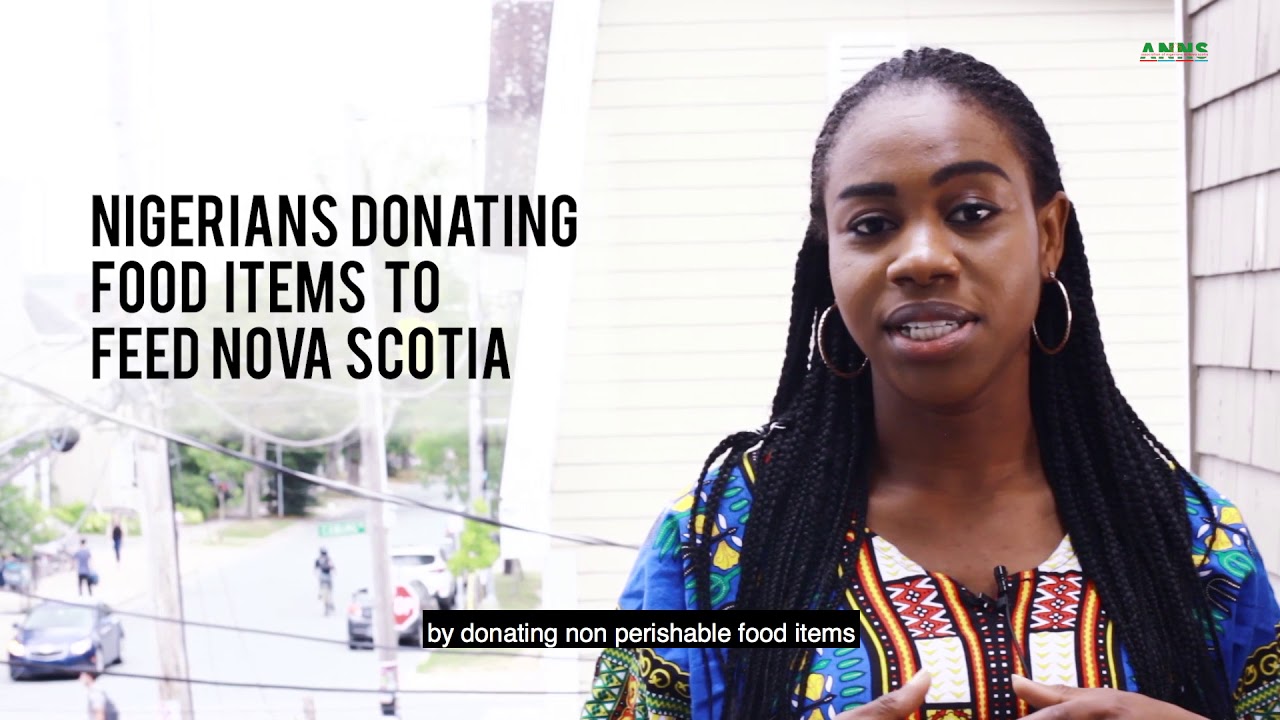 ANNS
NIGERIANS DONATING
FOOD ITEMS TO
FEED NOVA SCOTIA
by donating non perishable food items